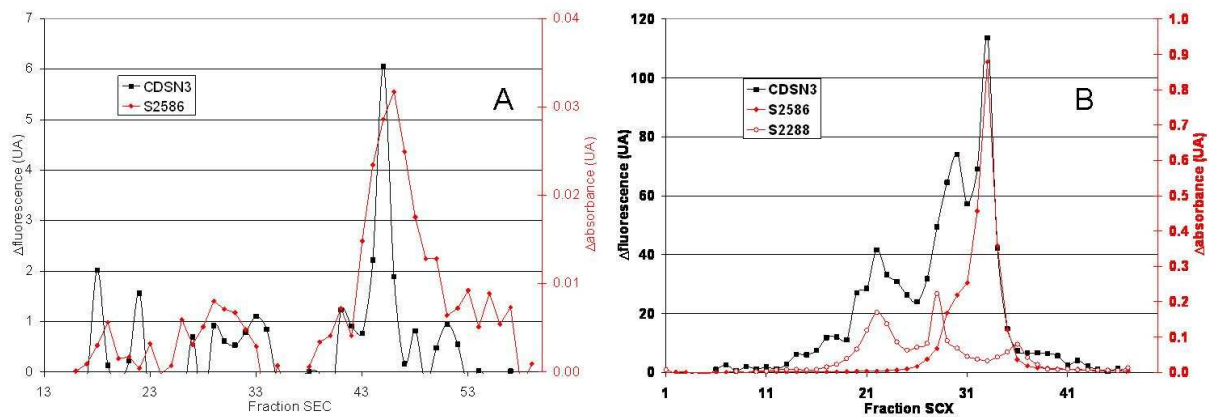 7
6
5
4
3
2
1
0
Δfluorescence (UA)
CDSN3
S2586
A
0.04
0.03
0.02
0.01
0.00
Δabsorbance (UA)
13 23 33 43 53
Fraction SEC
120
100
80
60
40
20
0
Δfluorescence (UA)
CDSN3
S2586
S2288
B
1.0
0.9
0.8
0.7
0.6
0.5
0.4
0.3
0.2
0.1
0.0
Δabsorbance (UA)
1 11 21 31 41
Fraction SCX